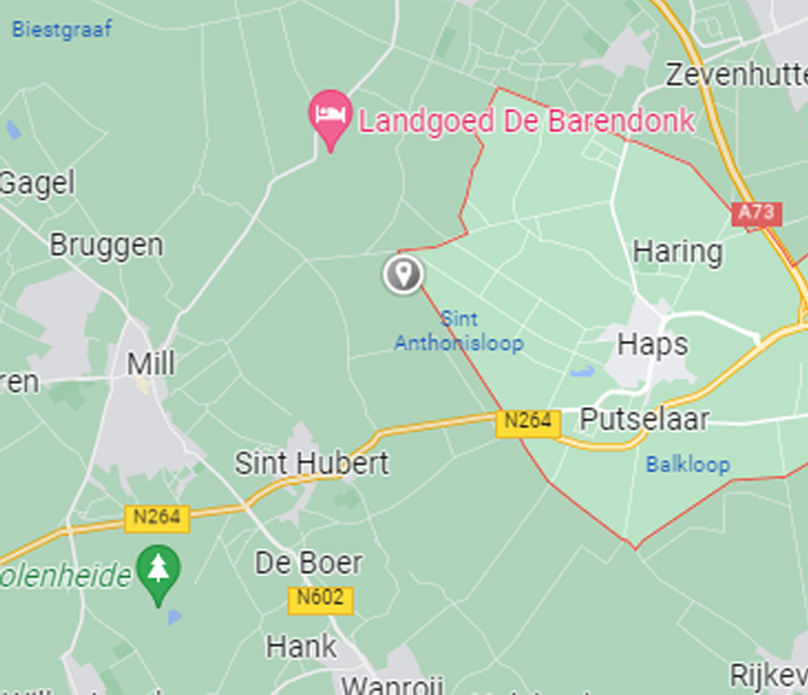 Biestgraaf
Zevenhutte
Landgoed De Barendonk
Gagel
A73
Bruggen
Haring
Sint
Anthonisloop
Haps
Mill
ren
N264
Putselaar
Sint Hubert
Balkloop
N264
De Boer
olenheide
N602
Hank
Rijkev
Wanroij